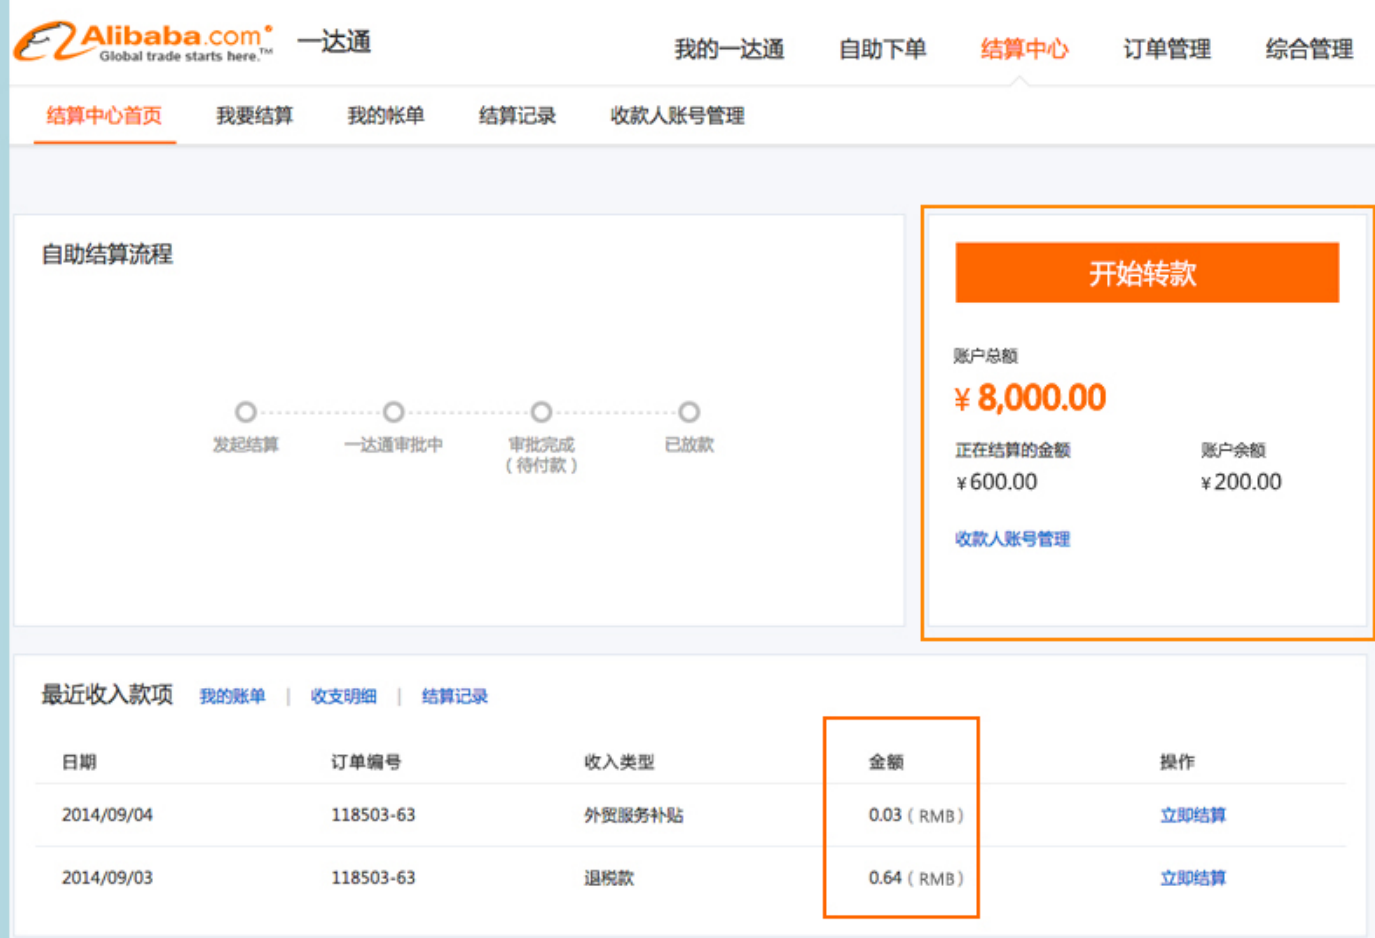 Alibaba.com 一达通
Global trade starts here.™
我的一达通 自助下单 结算中心 订单管理 综合管理
结算中心首页 我要结算 我的帐单 结算记录 收款人账号管理
自助结算流程
发起结算 一达通审批中 审批完成 已放款
(待付款)
开始转款
账户总额
¥ 8,000.00
正在结算的金额 账户余额
¥600.00 ¥200.00
收款人账号管理
最近收入款项 我的账单 | 收支明细 | 结算记录
日期 订单编号 收入类型 金额 操作
2014/09/04 118503-63 外贸服务补贴 0.03 (RMB) 立即结算
2014/09/03 118503-63 退税款 0.64 (RMB) 立即结算